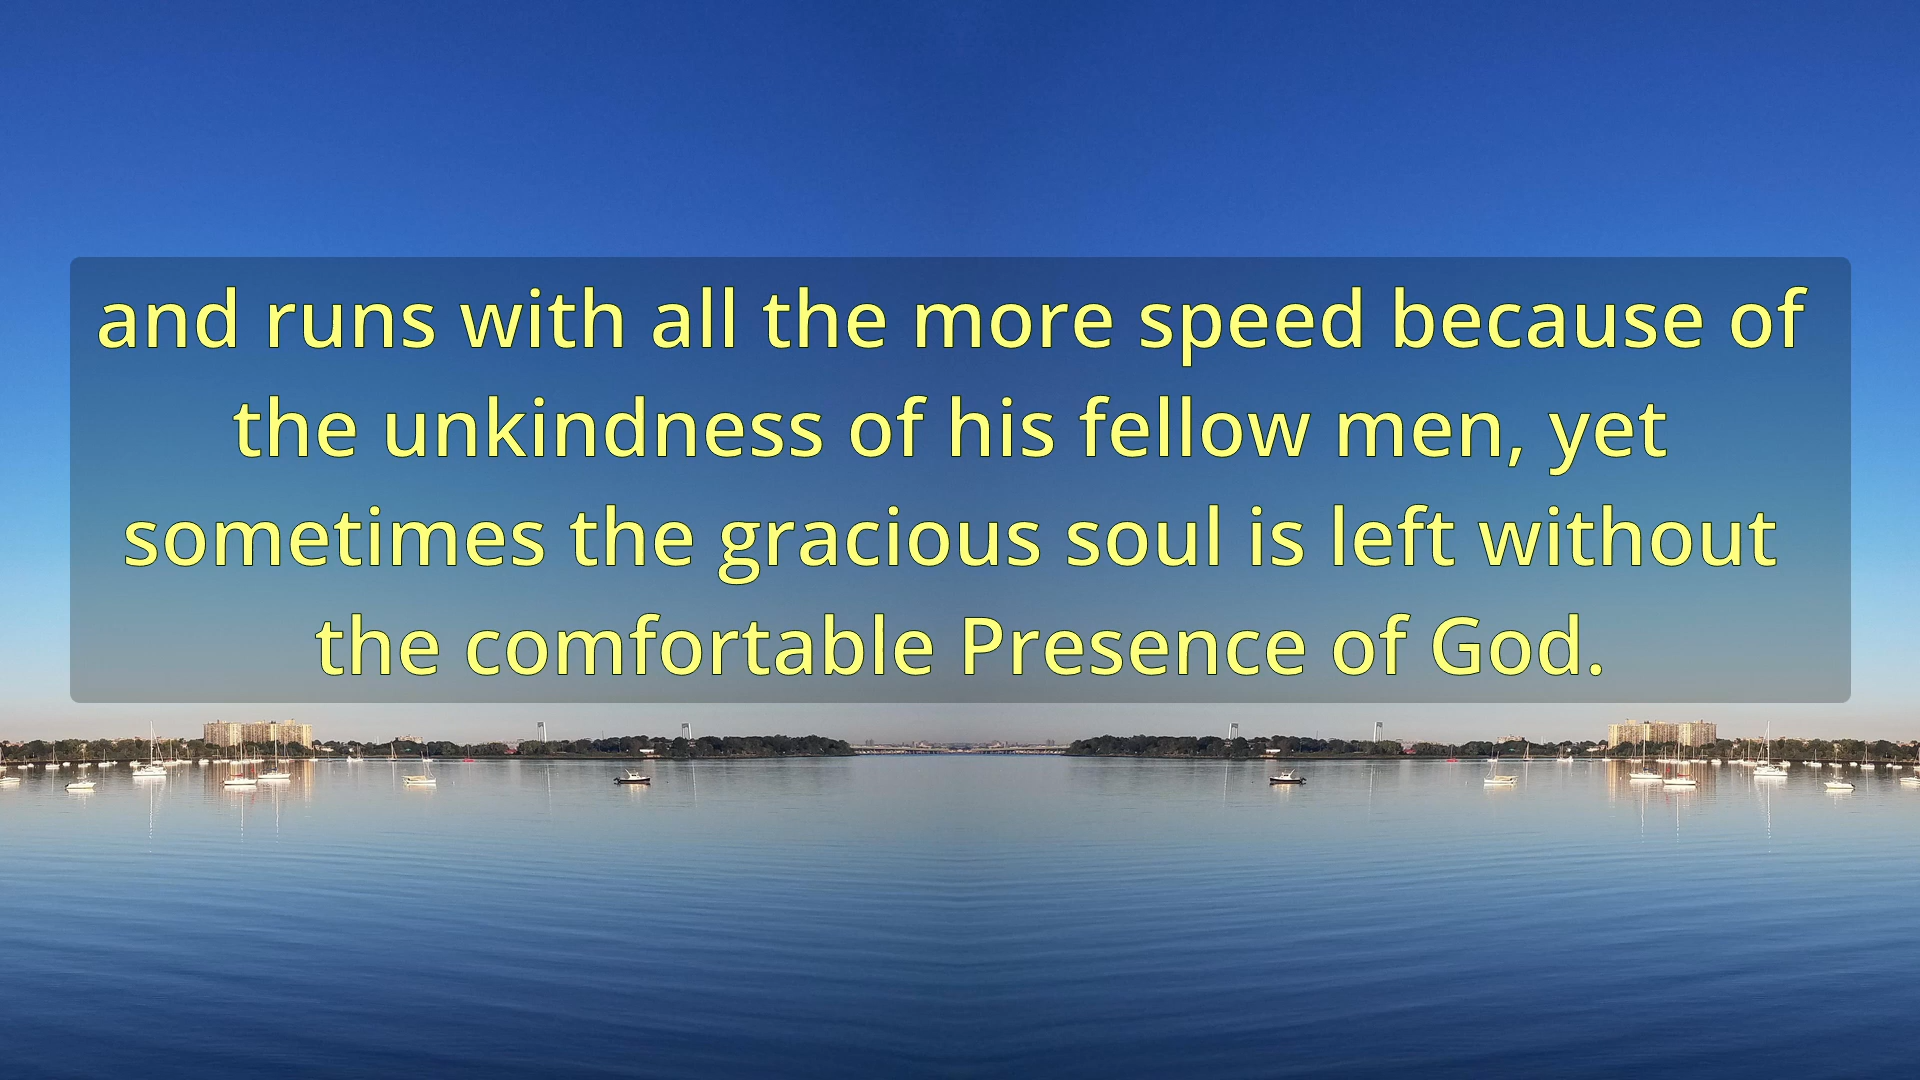 and runs with all the more speed because of
the unkindness of his fellow men, yet
sometimes the gracious soul is left without
the comfortable Presence of God.